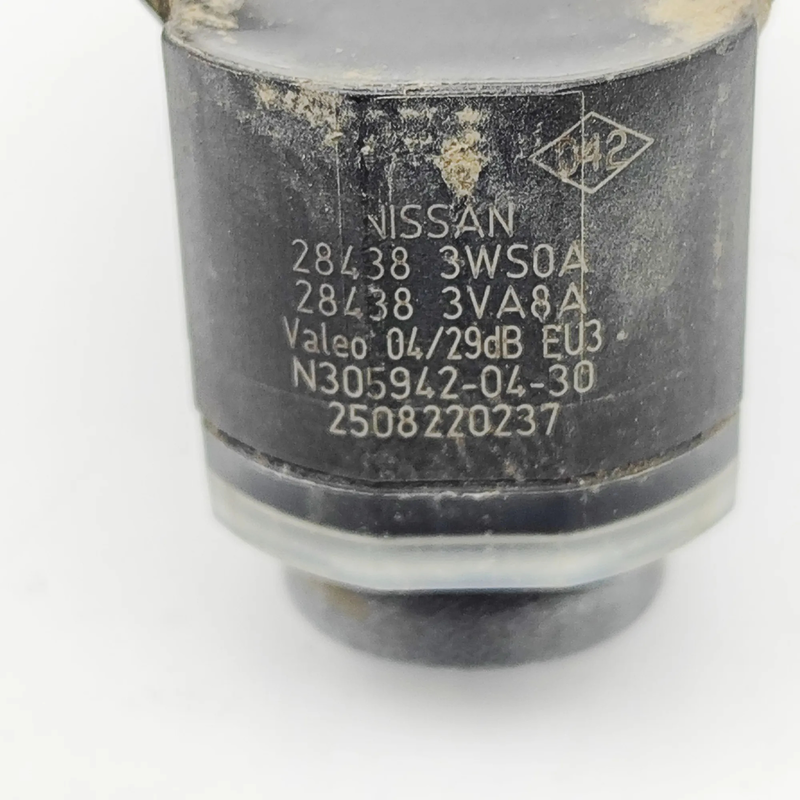 042
NISSAN
28438 3WS0A
28438 3VA8A
Valeo 04/29dB EU3
N305942-04-30
2508220237